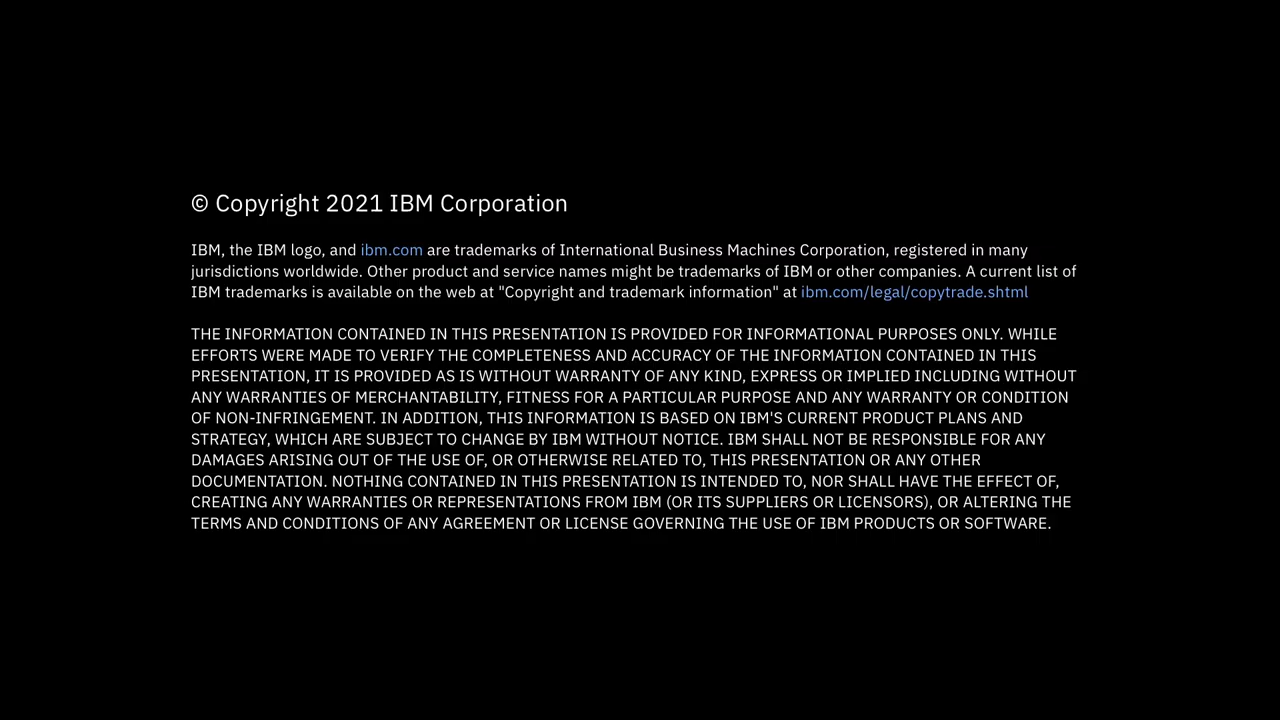 © Copyright 2021 IBM Corporation
IBM, the IBM logo, and ibm.com are trademarks of International Business Machines Corporation, registered in many
jurisdictions worldwide. Other product and service names might be trademarks of IBM or other companies. A current list of
IBM trademarks is available on the web at "Copyright and trademark information" at ibm.com/legal/copytrade.shtml
THE INFORMATION CONTAINED IN THIS PRESENTATION IS PROVIDED FOR INFORMATIONAL PURPOSES ONLY. WHILE
EFFORTS WERE MADE TO VERIFY THE COMPLETENESS AND ACCURACY OF THE INFORMATION CONTAINED IN THIS
PRESENTATION, IT IS PROVIDED AS IS WITHOUT WARRANTY OF ANY KIND, EXPRESS OR IMPLIED INCLUDING WITHOUT
ANY WARRANTIES OF MERCHANTABILITY, FITNESS FOR A PARTICULAR PURPOSE AND ANY WARRANTY OR CONDITION
OF NON-INFRINGEMENT. IN ADDITION, THIS INFORMATION IS BASED ON IBM'S CURRENT PRODUCT PLANS AND
STRATEGY, WHICH ARE SUBJECT TO CHANGE BY IBM WITHOUT NOTICE. IBM SHALL NOT BE RESPONSIBLE FOR ANY
DAMAGES ARISING OUT OF THE USE OF, OR OTHERWISE RELATED TO, THIS PRESENTATION OR ANY OTHER
DOCUMENTATION. NOTHING CONTAINED IN THIS PRESENTATION IS INTENDED TO, NOR SHALL HAVE THE EFFECT OF,
CREATING ANY WARRANTIES OR REPRESENTATIONS FROM IBM (OR ITS SUPPLIERS OR LICENSORS), OR ALTERING THE
TERMS AND CONDITIONS OF ANY AGREEMENT OR LICENSE GOVERNING THE USE OF IBM PRODUCTS OR SOFTWARE.